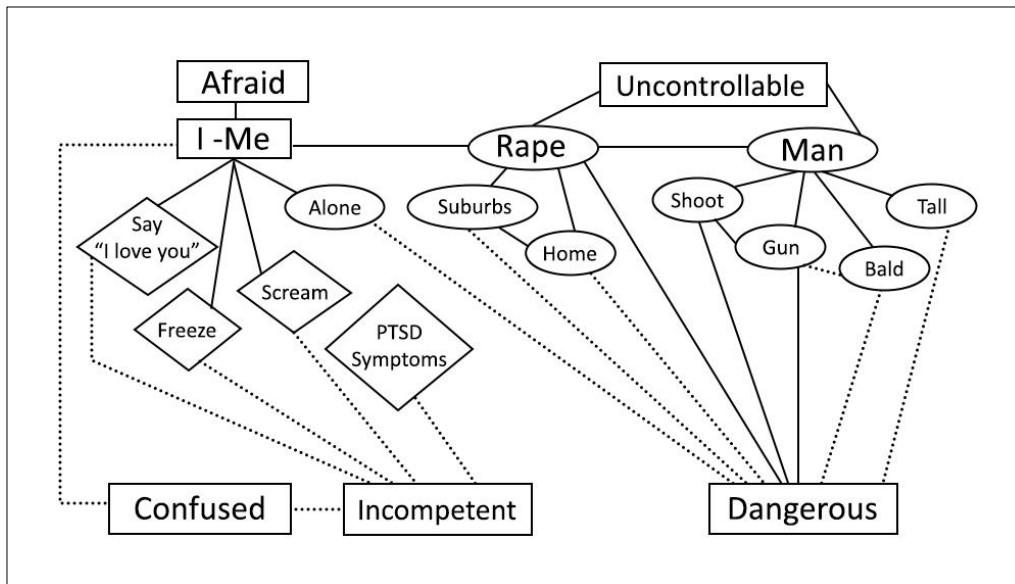 Afraid
Uncontrollable
I -Me
Rape
Man
Say
“I love you”
Alone
Suburbs
Shoot
Tall
Home
Gun
Bald
Scream
Freeze
PTSD
Symptoms
Confused
Incompetent
Dangerous